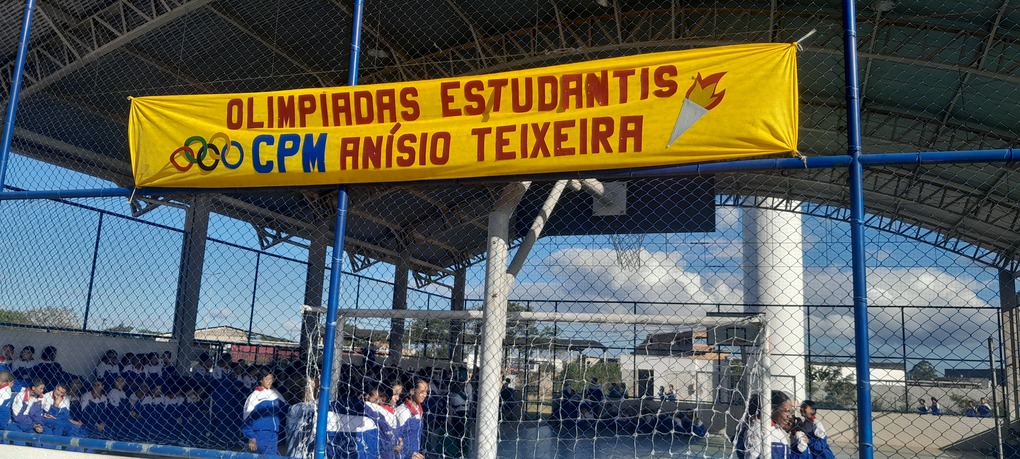 OLIMPIADAS ESTUDANTIS
CPM ANÍSIO TEIXEIRA